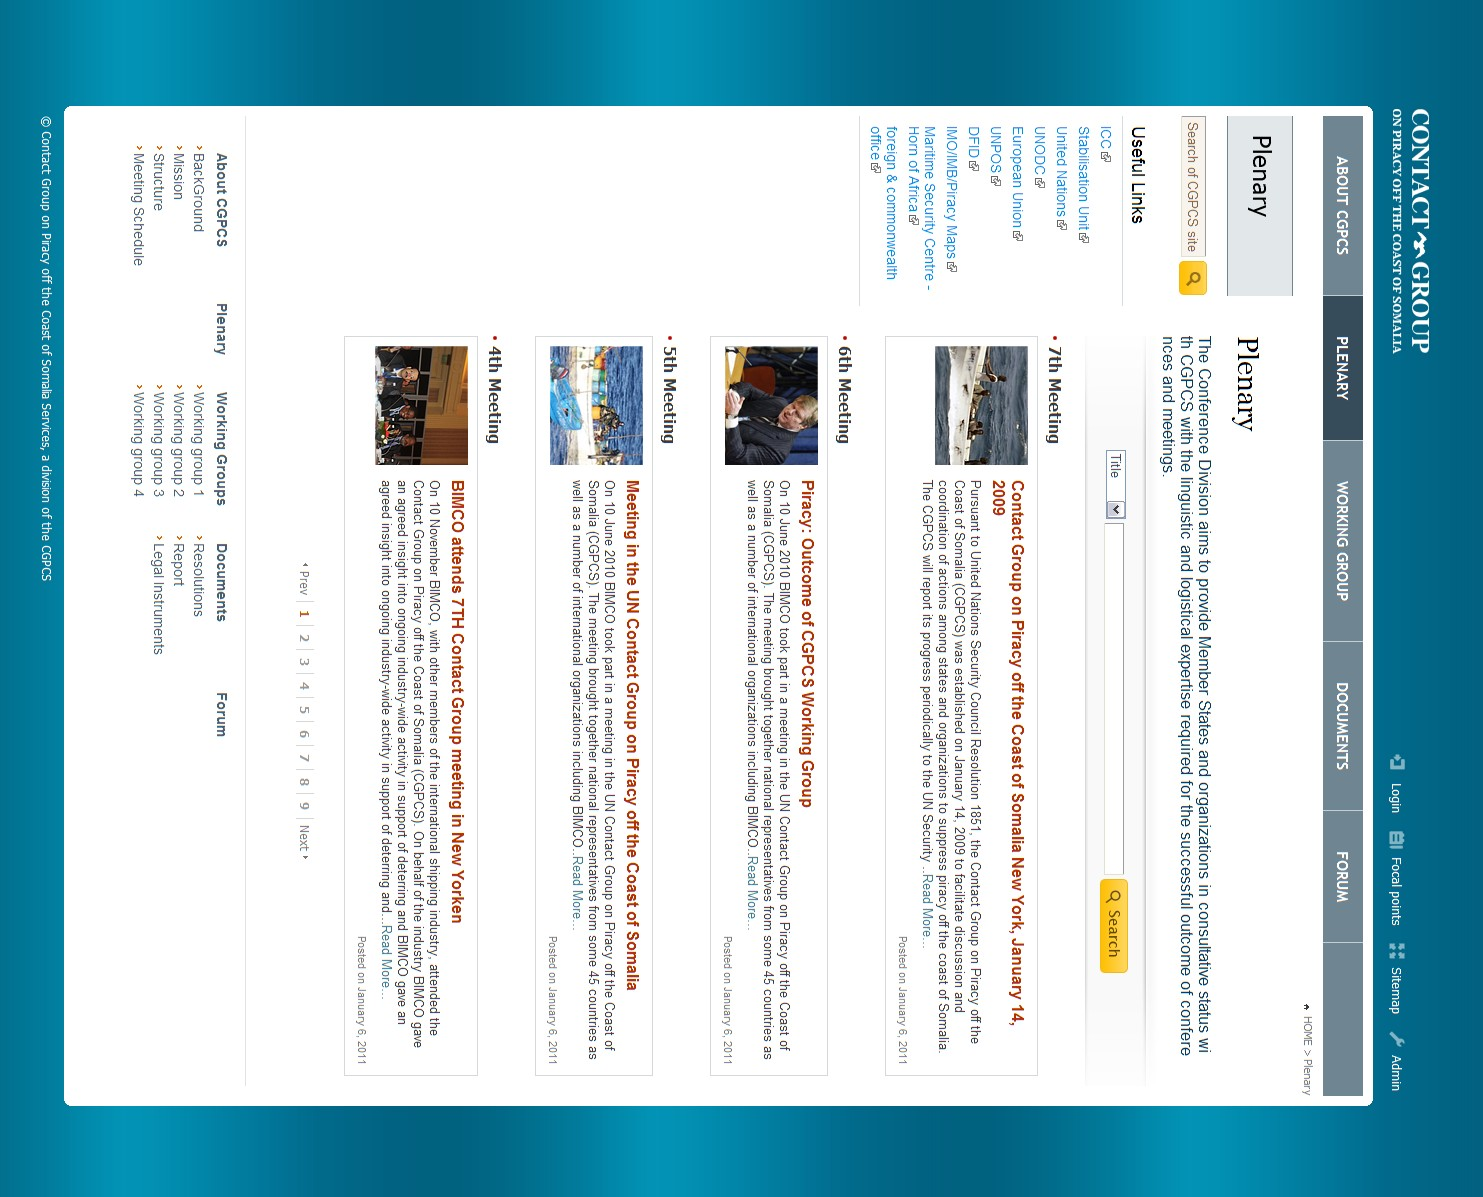 CONTACT GROUP
ON PIRACY OFF THE COAST OF SOMALIA
Login
Focal points
Sitemap
Admin
ABOUT CGPCS
PLENARY
WORKING GROUP
DOCUMENTS
FORUM
HOME > Plenary
Plenary
Search of CGPCS site
Useful Links
ICC
Stabilisation Unit
United Nations
UNODC
European Union
UNPOS
DFID
IMO/IMB/Piracy Maps
Maritime Security Centre -
Horn of Africa
foreign & commonwealth
office
Plenary
The Conference Division aims to provide Member States and organizations in consultative status wi
th CGPCS with the linguistic and logistical expertise required for the successful outcome of confere
nces and meetings.
Title
Search
7th Meeting
Contact Group on Piracy off the Coast of Somalia New York, January 14,
2009
Pursuant to United Nations Security Council Resolution 1851, the Contact Group on Piracy off the
Coast of Somalia (CGPCS) was established on January 14, 2009 to facilitate discussion and
coordination of actions among states and organizations to suppress piracy off the coast of Somalia.
The CGPCS will report its progress periodically to the UN Security ..Read More...
Posted on January 6, 2011
6th Meeting
Piracy: Outcome of CGPCS Working Group
On 10 June 2010 BIMCO took part in a meeting in the UN Contact Group on Piracy off the Coast of
Somalia (CGPCS). The meeting brought together national representatives from some 45 countries as
well as a number of international organizations including BIMCO..Read More...
Posted on January 6, 2011
5th Meeting
Meeting in the UN Contact Group on Piracy off the Coast of Somalia
On 10 June 2010 BIMCO took part in a meeting in the UN Contact Group on Piracy off the Coast of
Somalia (CGPCS). The meeting brought together national representatives from some 45 countries as
well as a number of international organizations including BIMCO..Read More...
Posted on January 6, 2011
4th Meeting
BIMCO attends 7TH Contact Group meeting in New Yorken
On 10 November BIMCO, with other members of the international shipping industry, attended the
Contact Group on Piracy off the Coast of Somalia (CGPCS). On behalf of the industry BIMCO gave
an agreed insight into ongoing industry-wide activity in support of deterring and BIMCO gave an
agreed insight into ongoing industry-wide activity in support of deterring and...Read More...
Posted on January 6, 2011
Prev 1 2 3 4 5 6 7 8 9 Next
About CGPCS
BackGround
Mission
Structure
Meeting Schedule
Plenary
Working Groups
Working group 1
Working group 2
Working group 3
Working group 4
Documents
Resolutions
Report
Legal Instruments
Forum
© Contact Group on Piracy off the Coast of Somalia Services, a division of the CGPCS